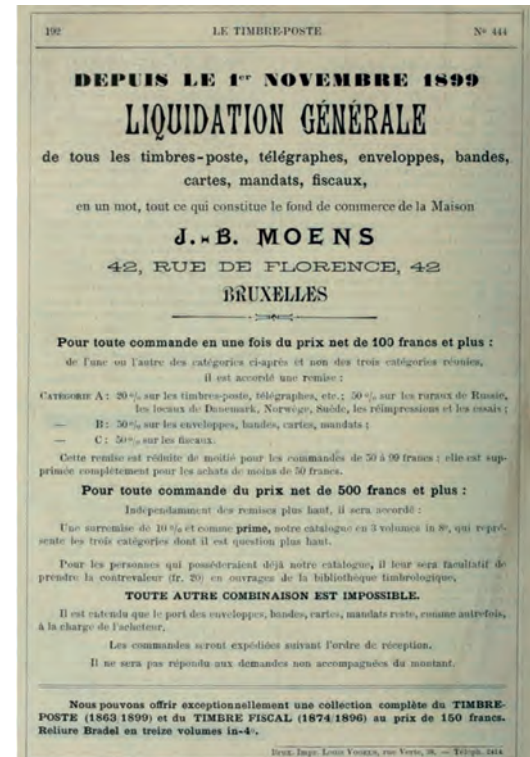 192 LE TIMBRE-POSTE N° 444
DEPUIS LE 1er NOVEMBRE 1899
LIQUIDATION GÉNÉRALE
de tous les timbres-poste, télégraphes, enveloppes, bandes,
cartes, mandats, fiscaux,
en un mot, tout ce qui constitue le fond de commerce de la Maison
J.-B. MOENS
42, RUE DE FLORENCE, 42
BRUXELLES
Pour toute commande en une fois du prix net de 100 francs et plus :
de l'une ou l'autre des catégories ci-après et non des trois catégories réunies,
il est accordé une remise :
CATÉGORIE A : 20 % sur les timbres-poste, télégraphes, etc.; 50 % sur les ruraux de Russie,
les locaux de Danemark, Norwège, Suède, les réimpressions et les essais ;
— B : 50 % sur les enveloppes, bandes, cartes, mandats ;
— C : 50 % sur les fiscaux.
Cette remise est réduite de moitié pour les commandes de 50 à 99 francs ; elle est sup-
primée complètement pour les achats de moins de 50 francs.
Pour toute commande du prix net de 500 francs et plus :
Indépendamment des remises plus haut, il sera accordé :
Une surremise de 10 % et comme prime, notre catalogue en 3 volumes in 8°, qui repré-
sente les trois catégories dont il est question plus haut.
Pour les personnes qui possèderaient déjà notre catalogue, il leur sera facultatif de
prendre la contrevaleur (fr. 20) en ouvrages de la bibliothèque timbrologique.
TOUTE AUTRE COMBINAISON EST IMPOSSIBLE.
Il est entendu que le port des enveloppes, bandes, cartes, mandats reste, comme autrefois,
à la charge de l'acheteur.
Les commandes seront expédiées suivant l'ordre de réception.
Il ne sera pas répondu aux demandes non accompagnées du montant.
Nous pouvons offrir exceptionnellement une collection complète du TIMBRE-
POSTE (1863/1899) et du TIMBRE FISCAL (1874/1896) au prix de 150 francs.
Reliure Bradel en treize volumes in-4°.
Brux. Impr. Louis VOGELS, rue Verte, 38. — Téléph. 2414